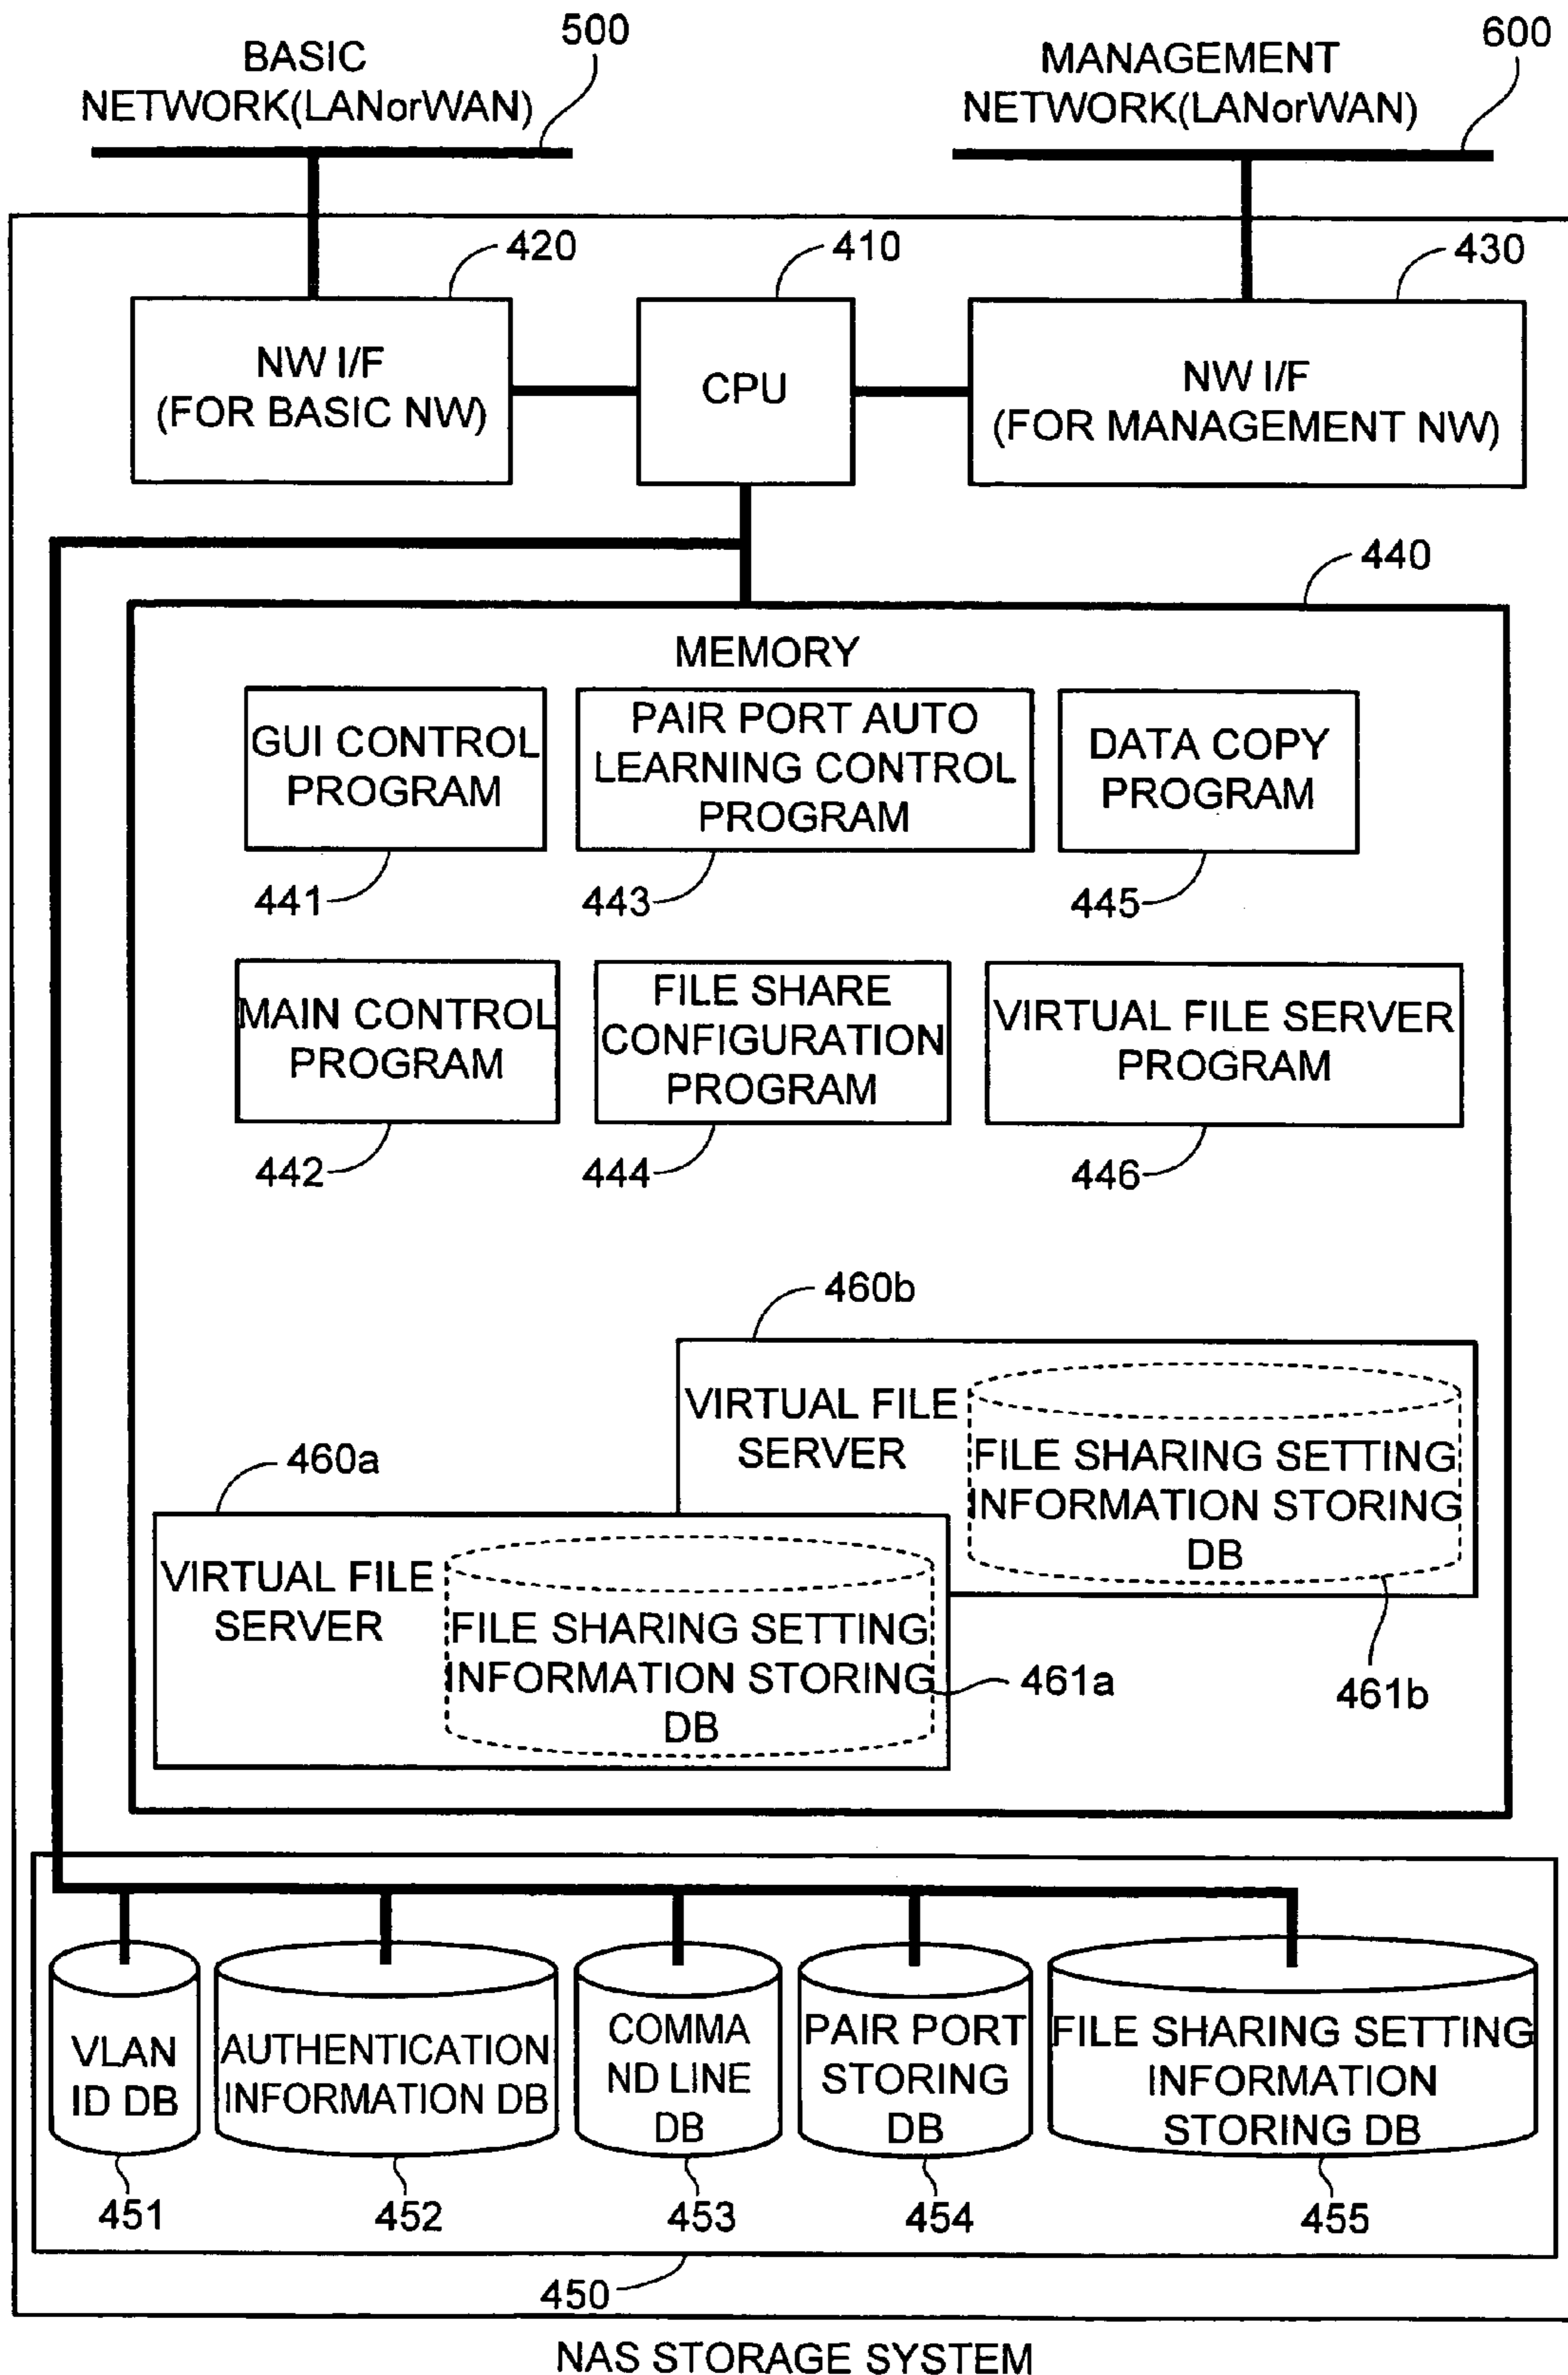 500
BASIC
NETWORK(LANorWAN)
600
MANAGEMENT
NETWORK(LANorWAN)
420
410
430
NW I/F
(FOR BASIC NW)
CPU
NW I/F
(FOR MANAGEMENT NW)
440
MEMORY
GUI CONTROL
PROGRAM
PAIR PORT AUTO
LEARNING CONTROL
PROGRAM
DATA COPY
PROGRAM
441
443
445
MAIN CONTROL
PROGRAM
FILE SHARE
CONFIGURATION
PROGRAM
VIRTUAL FILE SERVER
PROGRAM
442
444
446
460b
VIRTUAL FILE
SERVER
FILE SHARING SETTING
INFORMATION STORING
DB
461b
460a
VIRTUAL FILE
SERVER
FILE SHARING SETTING
INFORMATION STORING
DB
461a
VLAN
ID DB
AUTHENTICATION
INFORMATION DB
COMMA
ND LINE
DB
PAIR PORT
STORING
DB
FILE SHARING SETTING
INFORMATION
STORING DB
451
452
453
454
455
450
NAS STORAGE SYSTEM